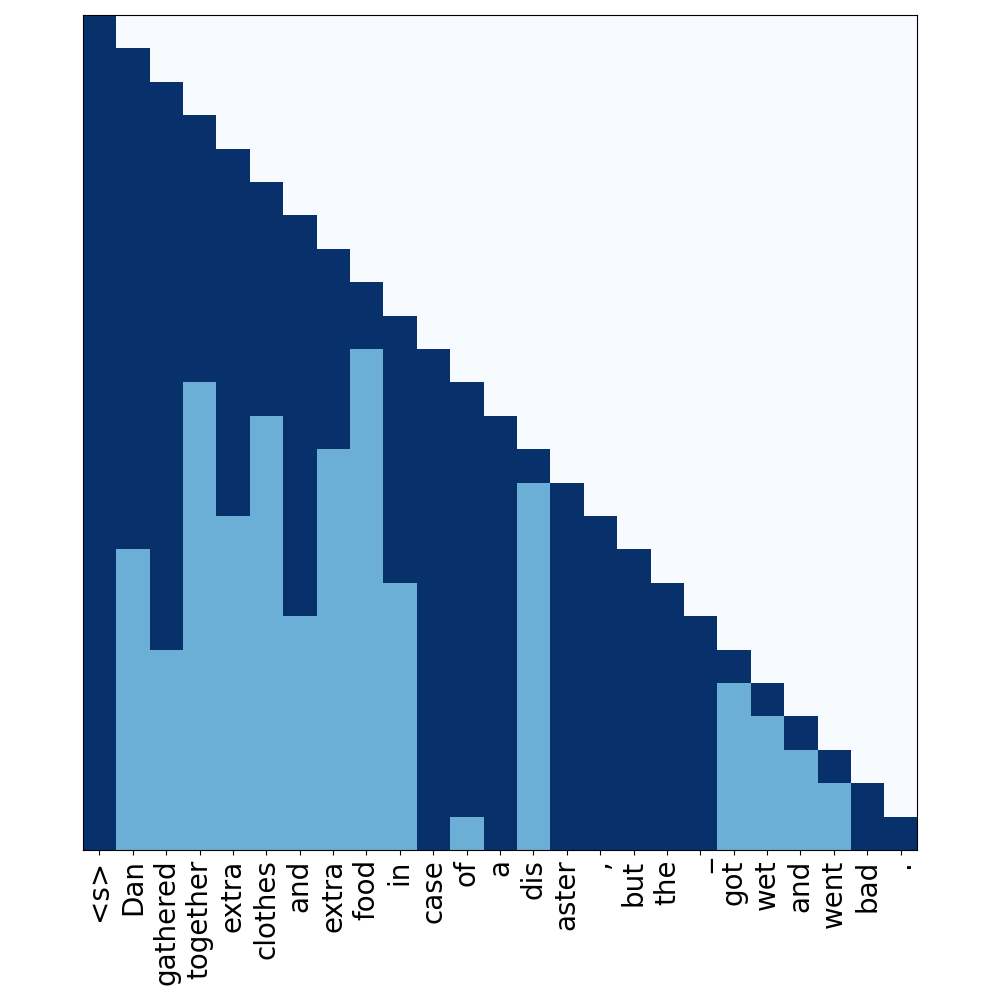 <s>
Dan
gathered
together
extra
clothes
and
extra
food
in
case
of
a
dis
aster
,
but
the
_
got
wet
and
went
bad
.